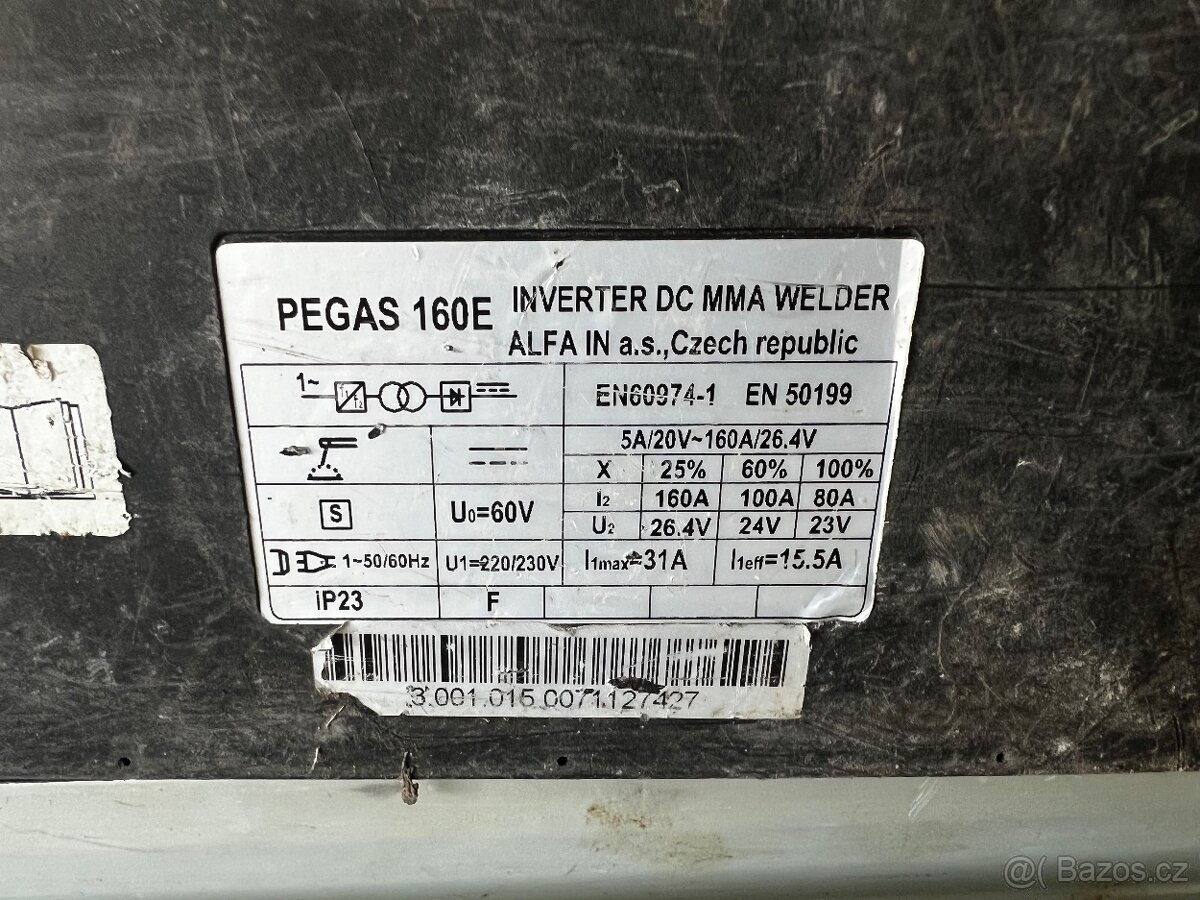 PEGAS 160E
INVERTER DC MMA WELDER
ALFA IN a.s.,Czech republic
1~
EN60974-1 EN 50199
5A/20V~160A/26.4V
X 25% 60% 100%
S
U0=60V
I2 160A 100A 80A
U2 26.4V 24V 23V
1~50/60Hz
U1=220/230V
I1max=31A
I1eff=15.5A
iP23
F
3.001.015.0071.127427
@( Bazos.cz